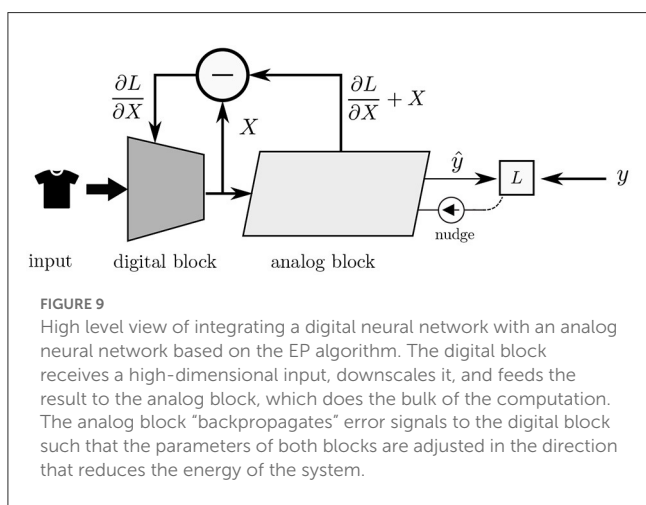 ∂L/∂X
−
X
∂L/∂X + X
ŷ
L
y
nudge
input
digital block
analog block
FIGURE 9
High level view of integrating a digital neural network with an analog
neural network based on the EP algorithm. The digital block
receives a high-dimensional input, downscales it, and feeds the
result to the analog block, which does the bulk of the computation.
The analog block “backpropagates” error signals to the digital block
such that the parameters of both blocks are adjusted in the direction
that reduces the energy of the system.